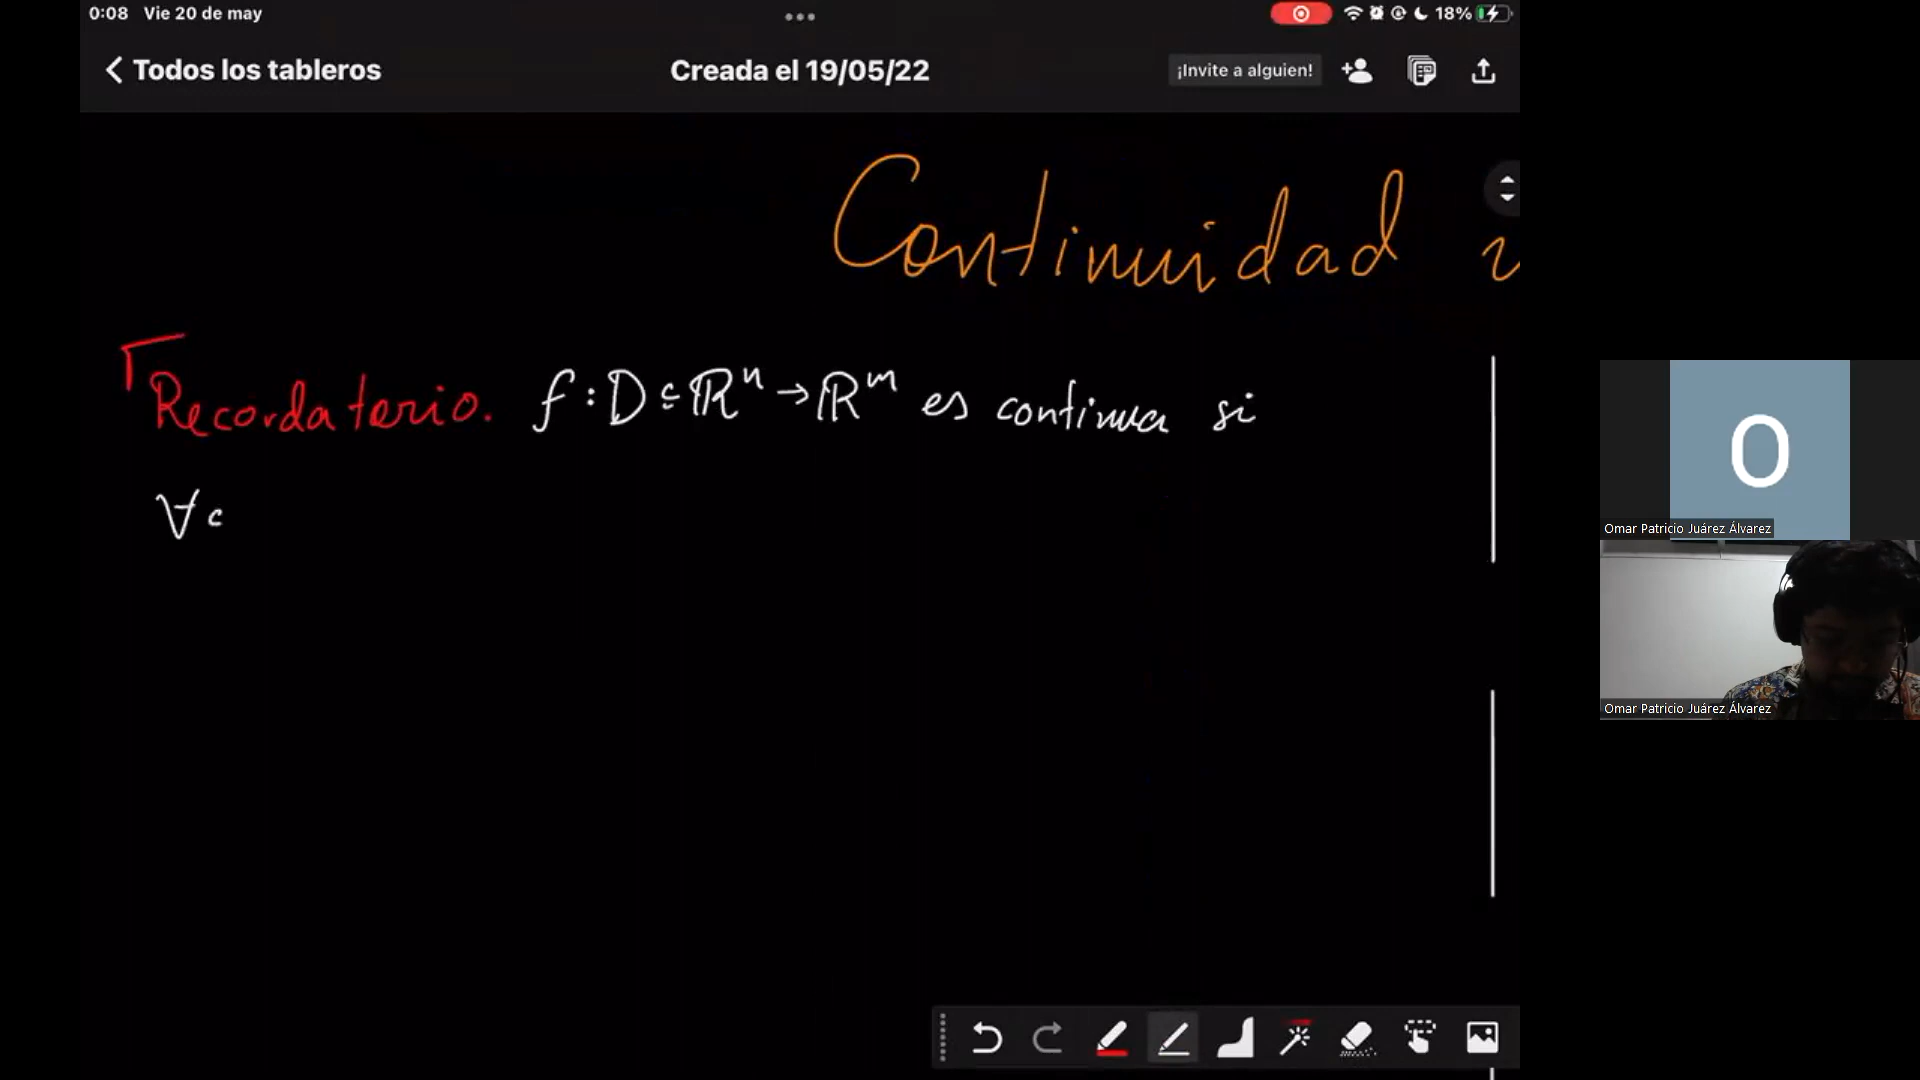 0:08 Vie 20 de may
18%
Todos los tableros
Creada el 19/05/22
¡Invite a alguien!
Continuidad
Recordatorio. f : D ⊆ ℝⁿ → ℝᵐ es continua si
∀
O
Omar Patricio Juárez Álvarez
Omar Patricio Juárez Álvarez